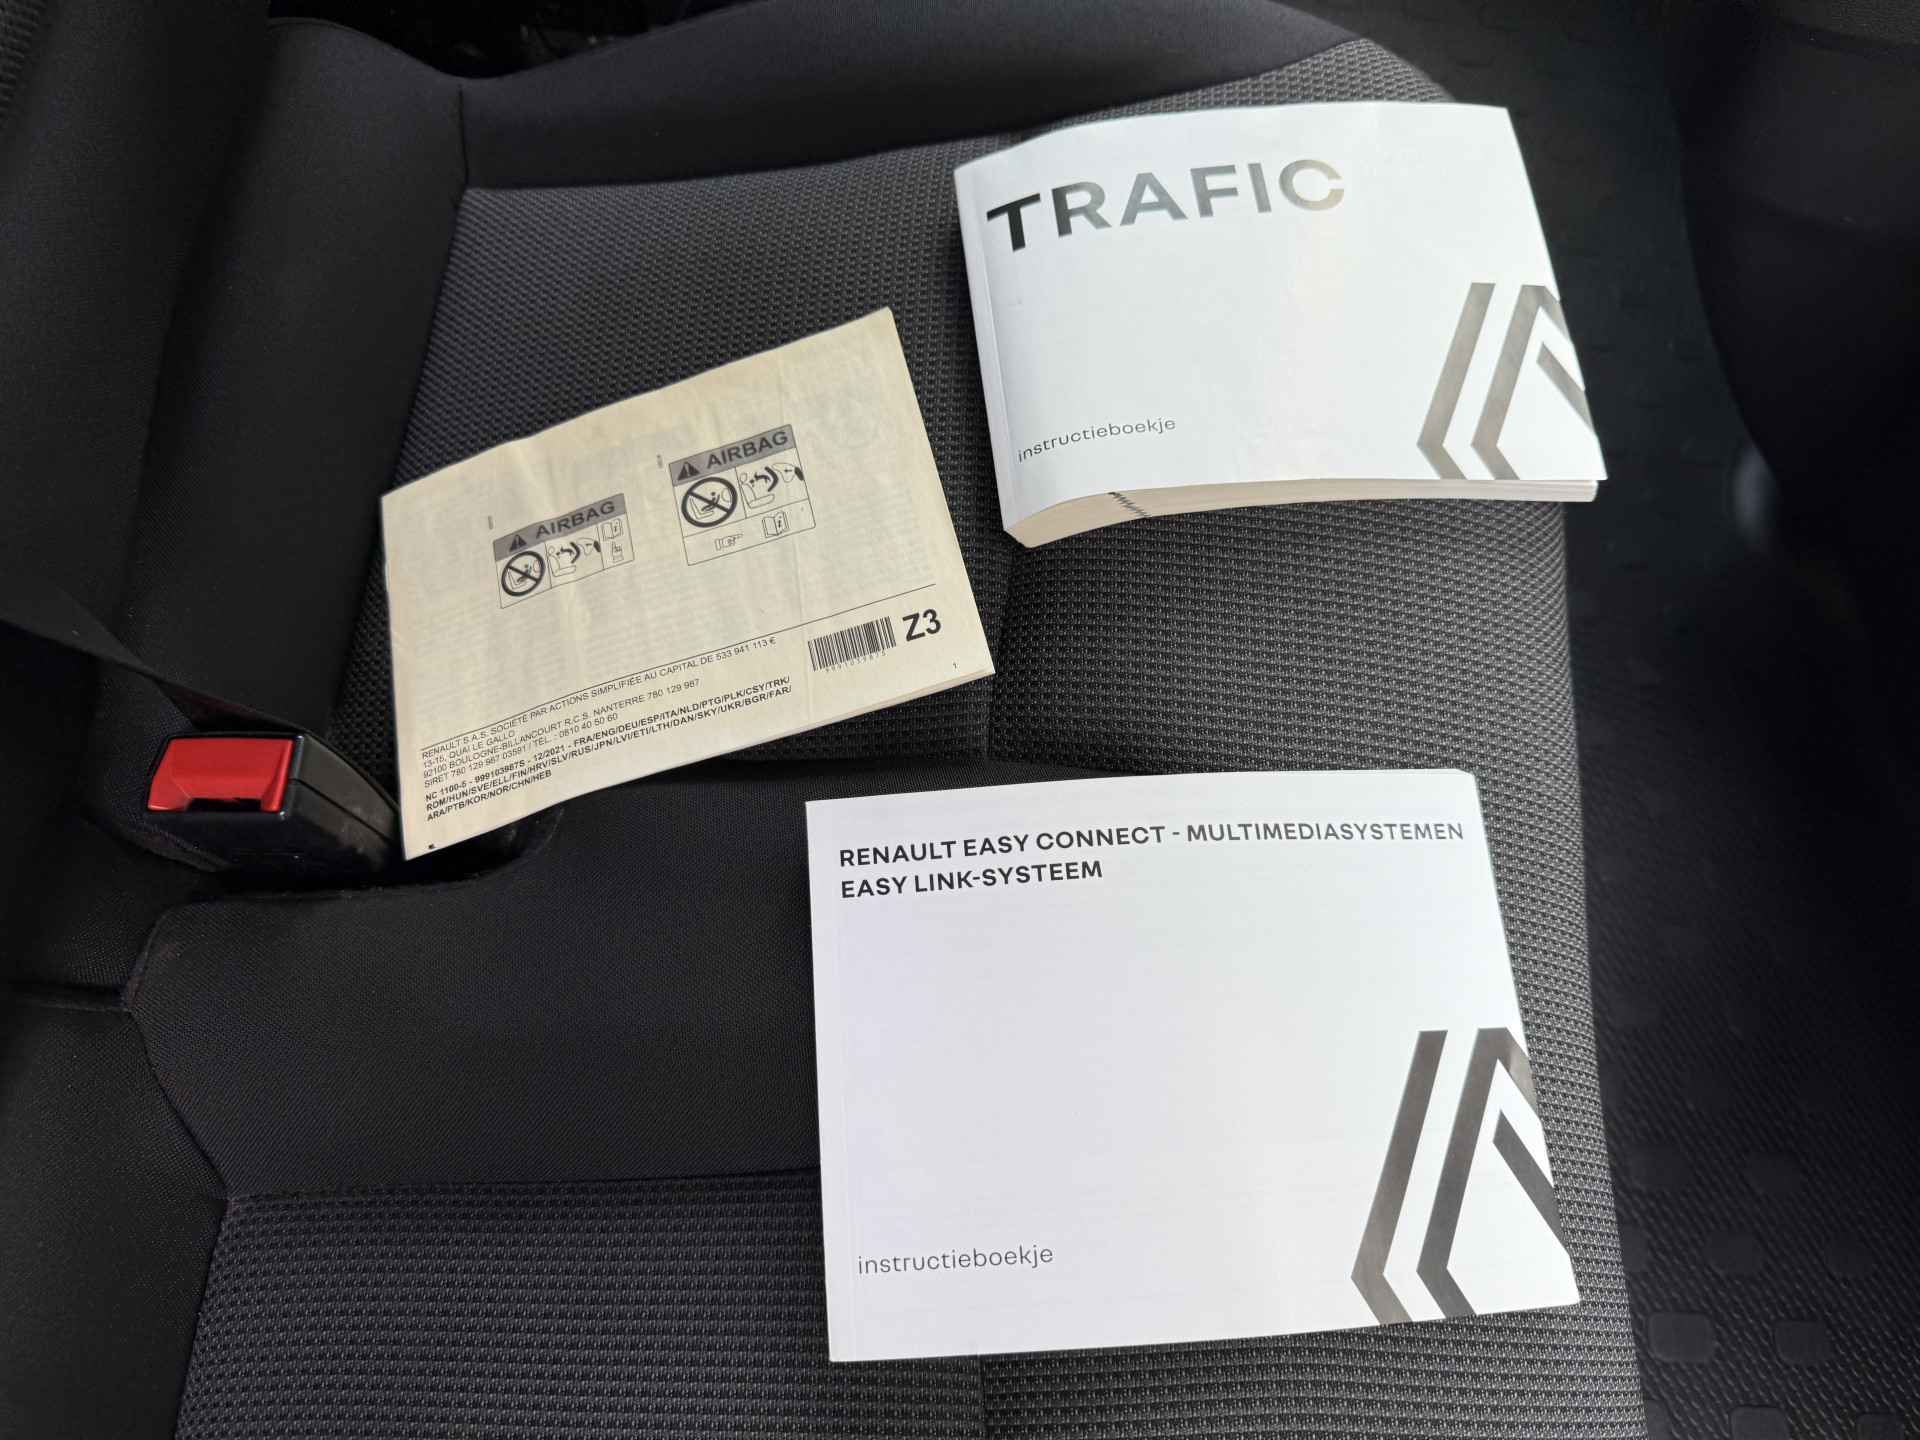 TRAFIC
instructieboekje
AIRBAG
AIRBAG
Z3
1
RENAULT S.A.S. SOCIÉTÉ PAR ACTIONS SIMPLIFIÉE AU CAPITAL DE 533 941 113 €
13-15, QUAI LE GALLO
92100 BOULOGNE-BILLANCOURT R.C.S. NANTERRE 780 129 987
SIRET 780 129 987 03591 / TÉL. : 0810 40 50 60
NC 1100-5 - 999103987S - 12/2021 - FRA/ENG/DEU/ESP/ITA/NLD/PTG/PLK/CSY/TRK/
ROM/HUN/SVE/ELL/FIN/HRV/SLV/RUS/JPN/LVI/ETI/LTH/DAN/SKY/UKR/BGR/FAR/
ARA/PTB/KOR/NOR/CHN/HEB
RENAULT EASY CONNECT - MULTIMEDIASYSTEMEN
EASY LINK-SYSTEEM
instructieboekje